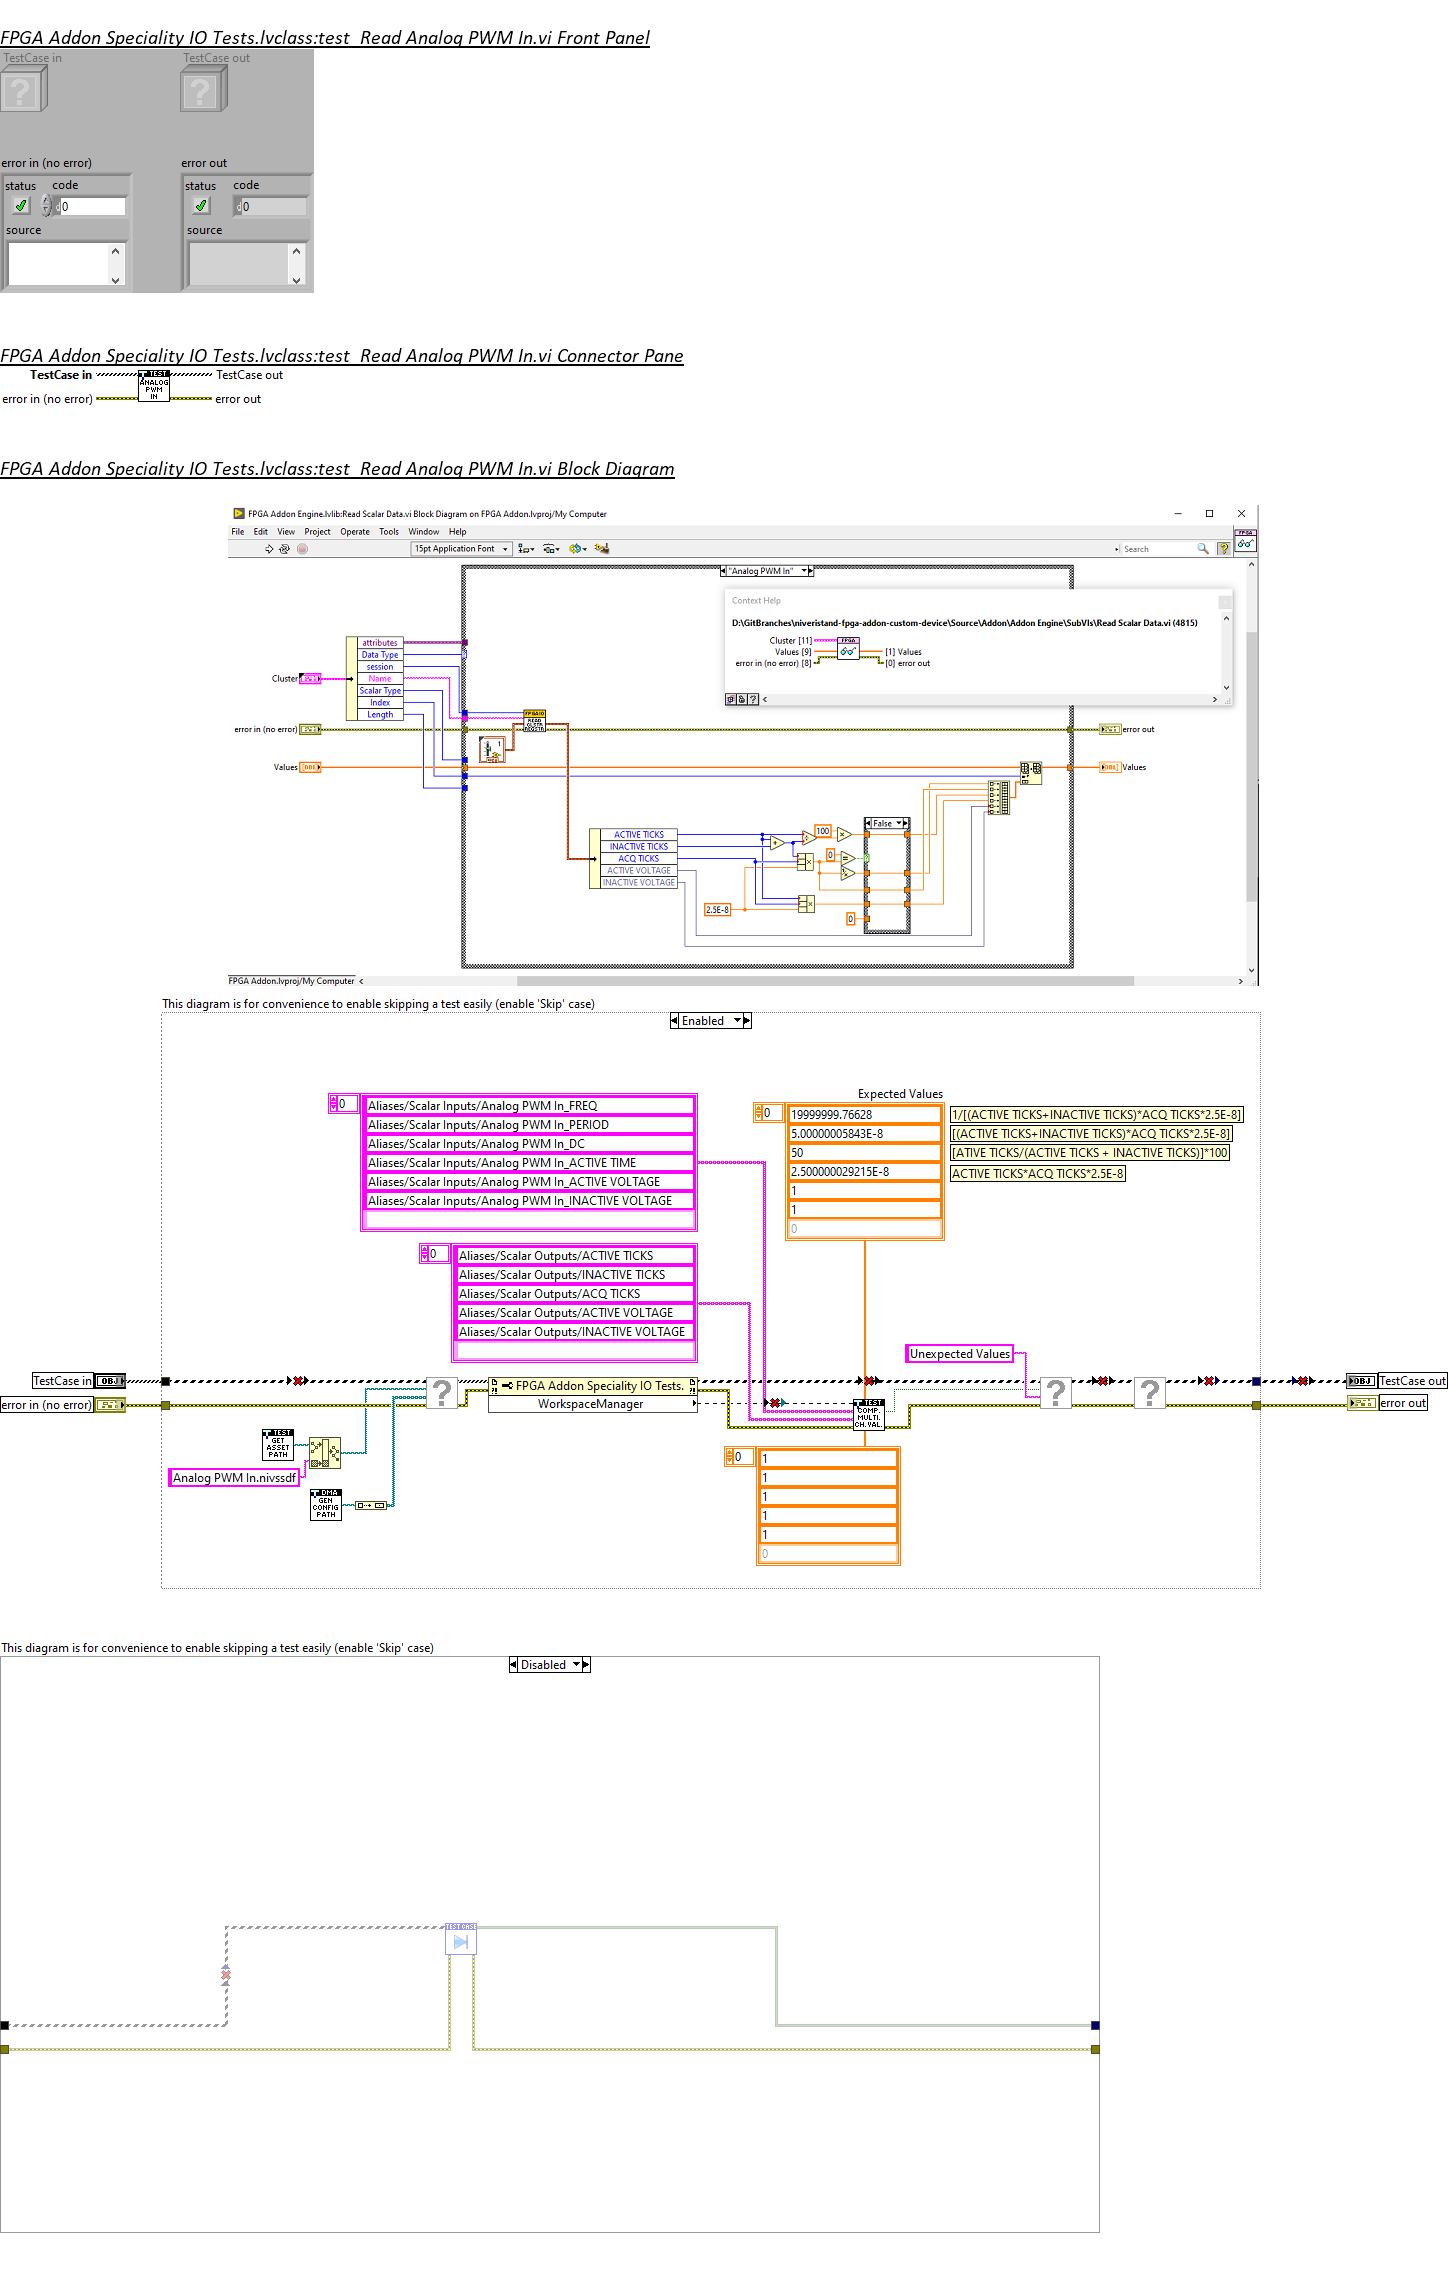 FPGA Addon Speciality IO Tests.lvclass:test_Read Analog PWM In.vi Front Panel
TestCase in
TestCase out
error in (no error)
error out
status code
status code
0
0
source
source
FPGA Addon Speciality IO Tests.lvclass:test_Read Analog PWM In.vi Connector Pane
TestCase in
TEST
ANALOG
PWM
IN
TestCase out
error in (no error)
error out
FPGA Addon Speciality IO Tests.lvclass:test_Read Analog PWM In.vi Block Diagram
FPGA Addon Engine.lvlib:Read Scalar Data.vi Block Diagram on FPGA Addon.lvproj/My Computer
File Edit View Project Operate Tools Window Help
15pt Application Font
Search
FPGA
"Analog PWM In"
Context Help
D:\GitBranches\niveristand-fpga-addon-custom-device\Source\Addon\Addon Engine\SubVIs\Read Scalar Data.vi (4815)
Cluster [11]
FPGA
Values [9]
[1] Values
error in (no error) [8]
[0] error out
attributes
Data Type
session
Name
Scalar Type
Index
Length
Cluster
error in (no error)
FPGA IO
READ
CLSTR
REGSTR
error out
Values
Values
ACTIVE TICKS
INACTIVE TICKS
ACQ TICKS
ACTIVE VOLTAGE
INACTIVE VOLTAGE
100
False
0
2.5E-8
0
FPGA Addon.lvproj/My Computer
This diagram is for convenience to enable skipping a test easily (enable 'Skip' case)
Enabled
0
Aliases/Scalar Inputs/Analog PWM In_FREQ
Aliases/Scalar Inputs/Analog PWM In_PERIOD
Aliases/Scalar Inputs/Analog PWM In_DC
Aliases/Scalar Inputs/Analog PWM In_ACTIVE TIME
Aliases/Scalar Inputs/Analog PWM In_ACTIVE VOLTAGE
Aliases/Scalar Inputs/Analog PWM In_INACTIVE VOLTAGE
Expected Values
0
19999999.76628
5.00000005843E-8
50
2.500000029215E-8
1
1
0
1/[(ACTIVE TICKS+INACTIVE TICKS)*ACQ TICKS*2.5E-8]
[(ACTIVE TICKS+INACTIVE TICKS)*ACQ TICKS*2.5E-8]
[ATIVE TICKS/(ACTIVE TICKS + INACTIVE TICKS)]*100
ACTIVE TICKS*ACQ TICKS*2.5E-8
0
Aliases/Scalar Outputs/ACTIVE TICKS
Aliases/Scalar Outputs/INACTIVE TICKS
Aliases/Scalar Outputs/ACQ TICKS
Aliases/Scalar Outputs/ACTIVE VOLTAGE
Aliases/Scalar Outputs/INACTIVE VOLTAGE
Unexpected Values
TestCase in
OBJ
FPGA Addon Speciality IO Tests.
WorkspaceManager
OBJ
TestCase out
error in (no error)
error out
TEST
COMP.
MULTI.
CH.VAL.
TEST
GET
ASSET
PATH
Analog PWM In.nivssdf
DMA
GEN
CONFIG
PATH
0
1
1
1
1
1
0
This diagram is for convenience to enable skipping a test easily (enable 'Skip' case)
Disabled
TEST CASE